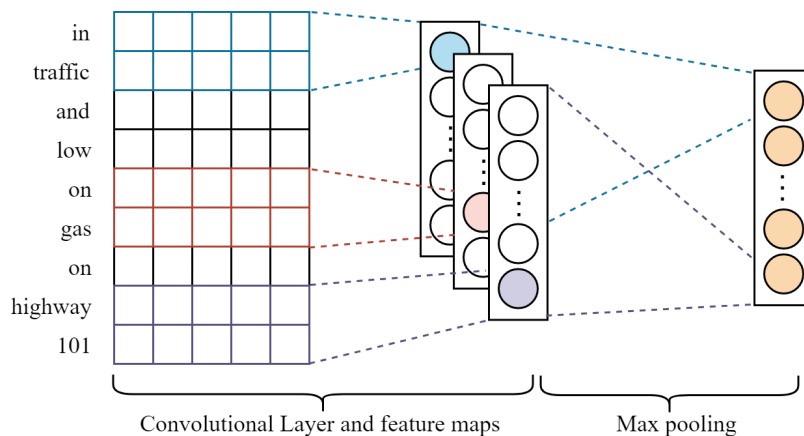 in
traffic
and
low
on
gas
on
highway
101
Convolutional Layer and feature maps
Max pooling